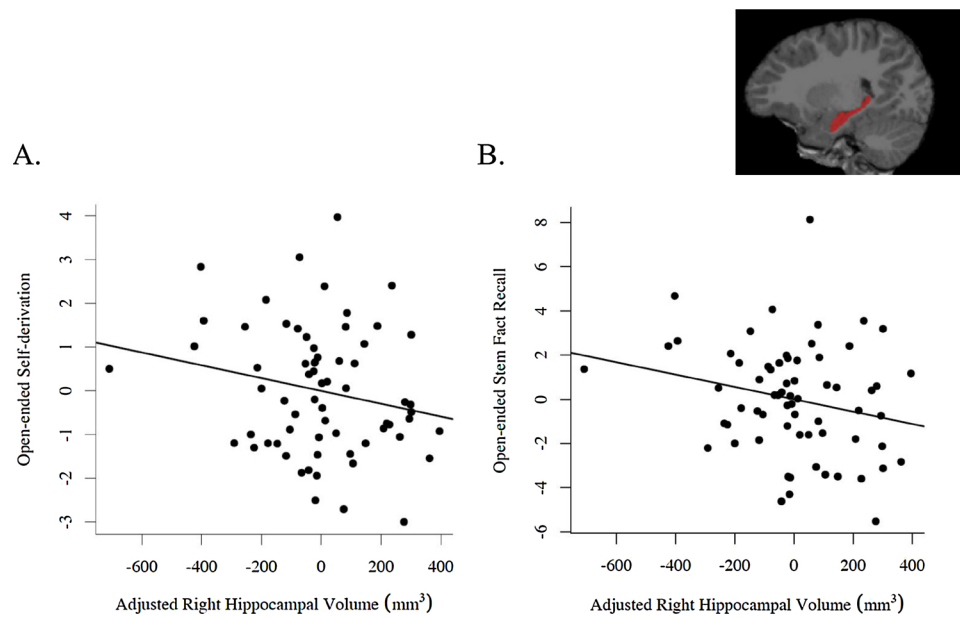 A.
B.
Open-ended Self-derivation
4
3
2
1
0
-1
-2
-3
-600 -400 -200 0 200 400
Adjusted Right Hippocampal Volume (mm³)
Open-ended Stem Fact Recall
8
6
4
2
0
-2
-4
-6
-600 -400 -200 0 200 400
Adjusted Right Hippocampal Volume (mm³)